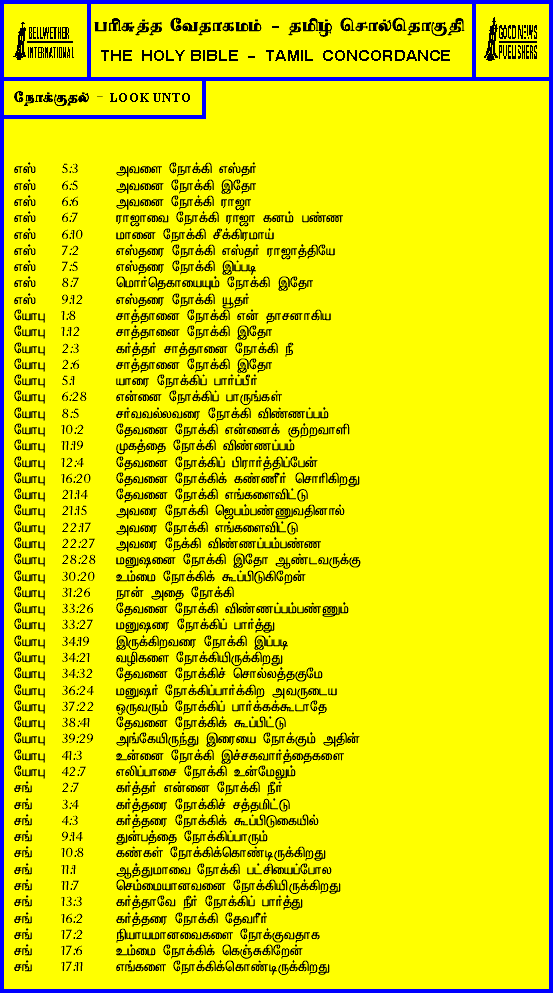 BELLWETHER
INTERNATIONAL
பரிசுத்த வேதாகமம் - தமிழ் சொல்தொகுதி
THE HOLY BIBLE - TAMIL CONCORDANCE
GOOD NEWS
PUBLISHERS
நோக்குதல் - LOOK UNTO
எஸ் 5:3 அவளை நோக்கி எஸ்தர்
எஸ் 6:5 அவனை நோக்கி இதோ
எஸ் 6:6 அவனை நோக்கி ராஜா
எஸ் 6:7 ராஜாவை நோக்கி ராஜா கனம் பண்ண
எஸ் 6:10 மானை நோக்கி சீக்கிரமாய்
எஸ் 7:2 எஸ்தரை நோக்கி எஸ்தர் ராஜாத்தியே
எஸ் 7:5 எஸ்தரை நோக்கி இப்படி
எஸ் 8:7 மொர்தெகாயையும் நோக்கி இதோ
எஸ் 9:12 எஸ்தரை நோக்கி யூதர்
யோபு 1:8 சாத்தானை நோக்கி என் தாசனாகிய
யோபு 1:12 சாத்தானை நோக்கி இதோ
யோபு 2:3 கர்த்தர் சாத்தானை நோக்கி நீ
யோபு 2:6 சாத்தானை நோக்கி இதோ
யோபு 5:1 யாரை நோக்கிப் பார்ப்பீர்
யோபு 6:28 என்னை நோக்கிப் பாருங்கள்
யோபு 8:5 சர்வவல்லவரை நோக்கி விண்ணப்பம்
யோபு 10:2 தேவனை நோக்கி என்னைக் குற்றவாளி
யோபு 11:19 முகத்தை நோக்கி விண்ணப்பம்
யோபு 12:4 தேவனை நோக்கிப் பிரார்த்திப்பேன்
யோபு 16:20 தேவனை நோக்கிக் கண்ணீர் சொரிகிறது
யோபு 21:14 தேவனை நோக்கி எங்களைவிட்டு
யோபு 21:15 அவரை நோக்கி ஜெபம்பண்ணுவதினால்
யோபு 22:17 அவரை நோக்கி எங்களைவிட்டு
யோபு 22:27 அவரை நேக்கி விண்ணப்பம்பண்ண
யோபு 28:28 மனுஷனை நோக்கி இதோ ஆண்டவருக்கு
யோபு 30:20 உம்மை நோக்கிக் கூப்பிடுகிறேன்
யோபு 31:26 நான் அதை நோக்கி
யோபு 33:26 தேவனை நோக்கி விண்ணப்பம்பண்ணும்
யோபு 33:27 மனுஷரை நோக்கிப் பார்த்து
யோபு 34:19 இருக்கிறவரை நோக்கி இப்படி
யோபு 34:21 வழிகளை நோக்கியிருக்கிறது
யோபு 34:32 தேவனை நோக்கிச் சொல்லத்தகுமே
யோபு 36:24 மனுஷர் நோக்கிப்பார்க்கிற அவருடைய
யோபு 37:22 ஒருவரும் நோக்கிப் பார்க்கக்கூடாதே
யோபு 38:41 தேவனை நோக்கிக் கூப்பிட்டு
யோபு 39:29 அங்கேயிருந்து இரையை நோக்கும் அதின்
யோபு 41:3 உன்னை நோக்கி இச்சகவார்த்தைகளை
யோபு 42:7 எலிப்பாசை நோக்கி உன்மேலும்
சங் 2:7 கர்த்தர் என்னை நோக்கி நீர்
சங் 3:4 கர்த்தரை நோக்கிச் சத்தமிட்டு
சங் 4:3 கர்த்தரை நோக்கிக் கூப்பிடுகையில்
சங் 9:14 துன்பத்தை நோக்கிப்பாரும்
சங் 10:8 கண்கள் நோக்கிக்கொண்டிருக்கிறது
சங் 11:1 ஆத்துமாவை நோக்கி பட்சியைப்போல
சங் 11:7 செம்மையானவனை நோக்கியிருக்கிறது
சங் 13:3 கர்த்தாவே நீர் நோக்கிப் பார்த்து
சங் 16:2 கர்த்தரை நோக்கி தேவரீர்
சங் 17:2 நியாயமானவைகளை நோக்குவதாக
சங் 17:6 உம்மை நோக்கிக் கெஞ்சுகிறேன்
சங் 17:11 எங்களை நோக்கிக்கொண்டிருக்கிறது